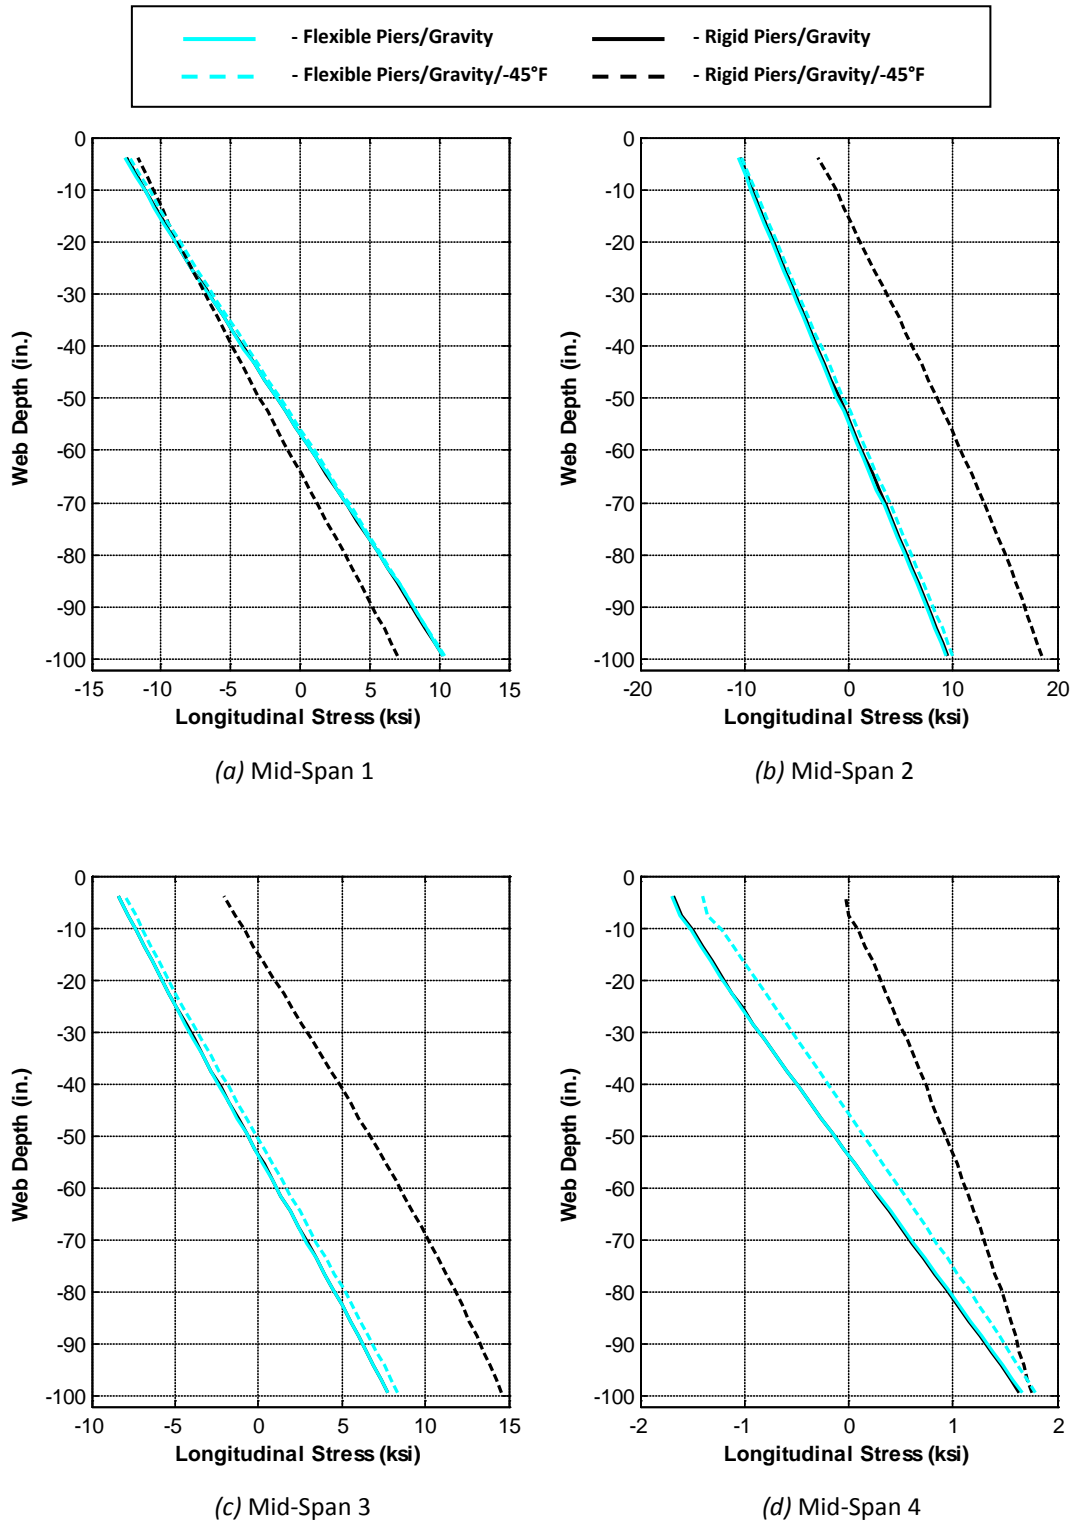 - Flexible Piers/Gravity - Rigid Piers/Gravity
- Flexible Piers/Gravity/-45°F - Rigid Piers/Gravity/-45°F
0
-10
-20
-30
-40
-50
-60
-70
-80
-90
-100
Web Depth (in.)
-15 -10 -5 0 5 10 15
Longitudinal Stress (ksi)
(a) Mid-Span 1
0
-10
-20
-30
-40
-50
-60
-70
-80
-90
-100
Web Depth (in.)
-20 -10 0 10 20
Longitudinal Stress (ksi)
(b) Mid-Span 2
0
-10
-20
-30
-40
-50
-60
-70
-80
-90
-100
Web Depth (in.)
-10 -5 0 5 10 15
Longitudinal Stress (ksi)
(c) Mid-Span 3
0
-10
-20
-30
-40
-50
-60
-70
-80
-90
-100
Web Depth (in.)
-2 -1 0 1 2
Longitudinal Stress (ksi)
(d) Mid-Span 4